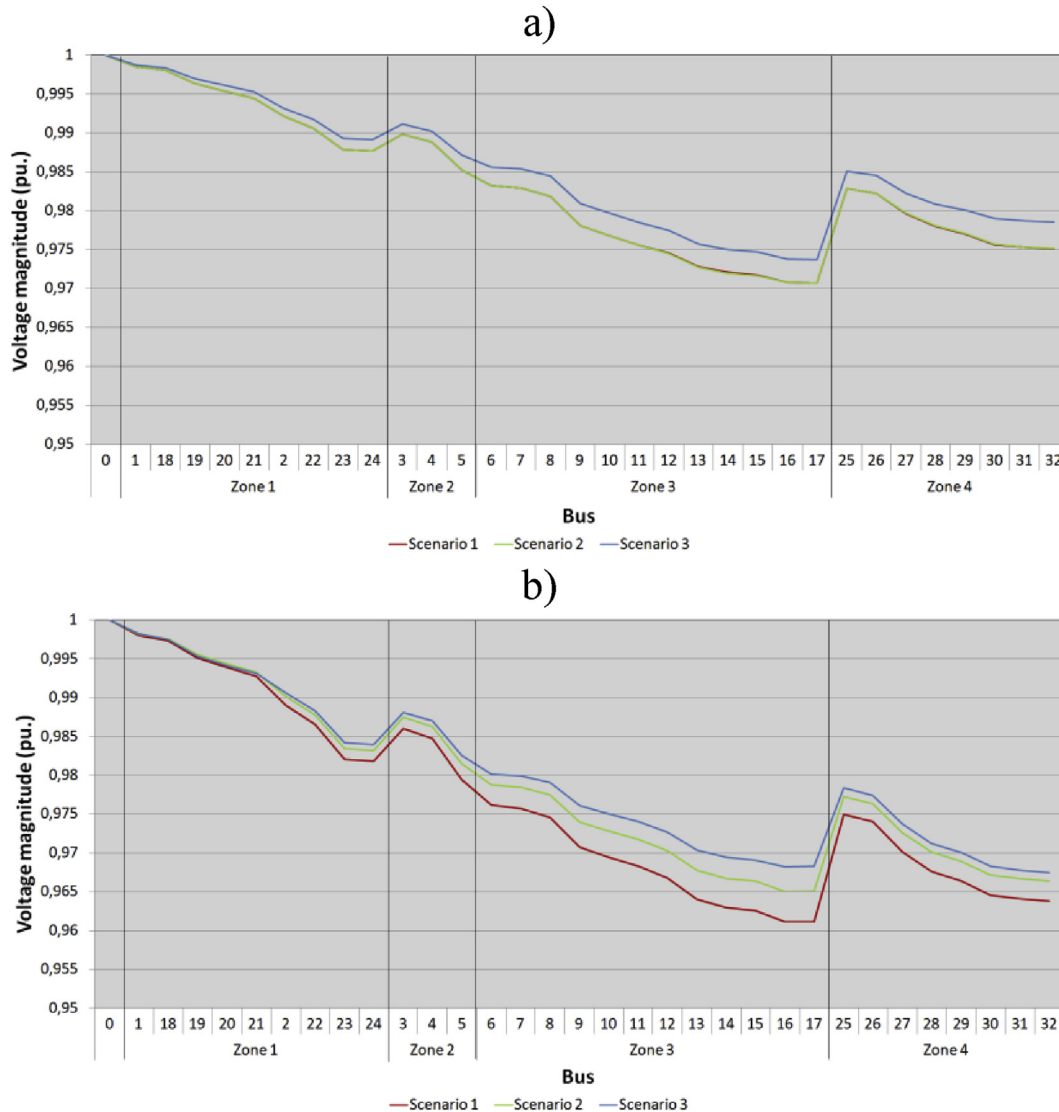 a)
1
0,995
0,99
0,985
0,98
0,975
0,97
0,965
0,96
0,955
0,95
Voltage magnitude (pu.)
0 1 18 19 20 21 2 22 23 24 3 4 5 6 7 8 9 10 11 12 13 14 15 16 17 25 26 27 28 29 30 31 32
Zone 1 Zone 2 Zone 3 Zone 4
Bus
Scenario 1 Scenario 2 Scenario 3
b)
1
0,995
0,99
0,985
0,98
0,975
0,97
0,965
0,96
0,955
0,95
Voltage magnitude (pu.)
0 1 18 19 20 21 2 22 23 24 3 4 5 6 7 8 9 10 11 12 13 14 15 16 17 25 26 27 28 29 30 31 32
Zone 1 Zone 2 Zone 3 Zone 4
Bus
Scenario 1 Scenario 2 Scenario 3